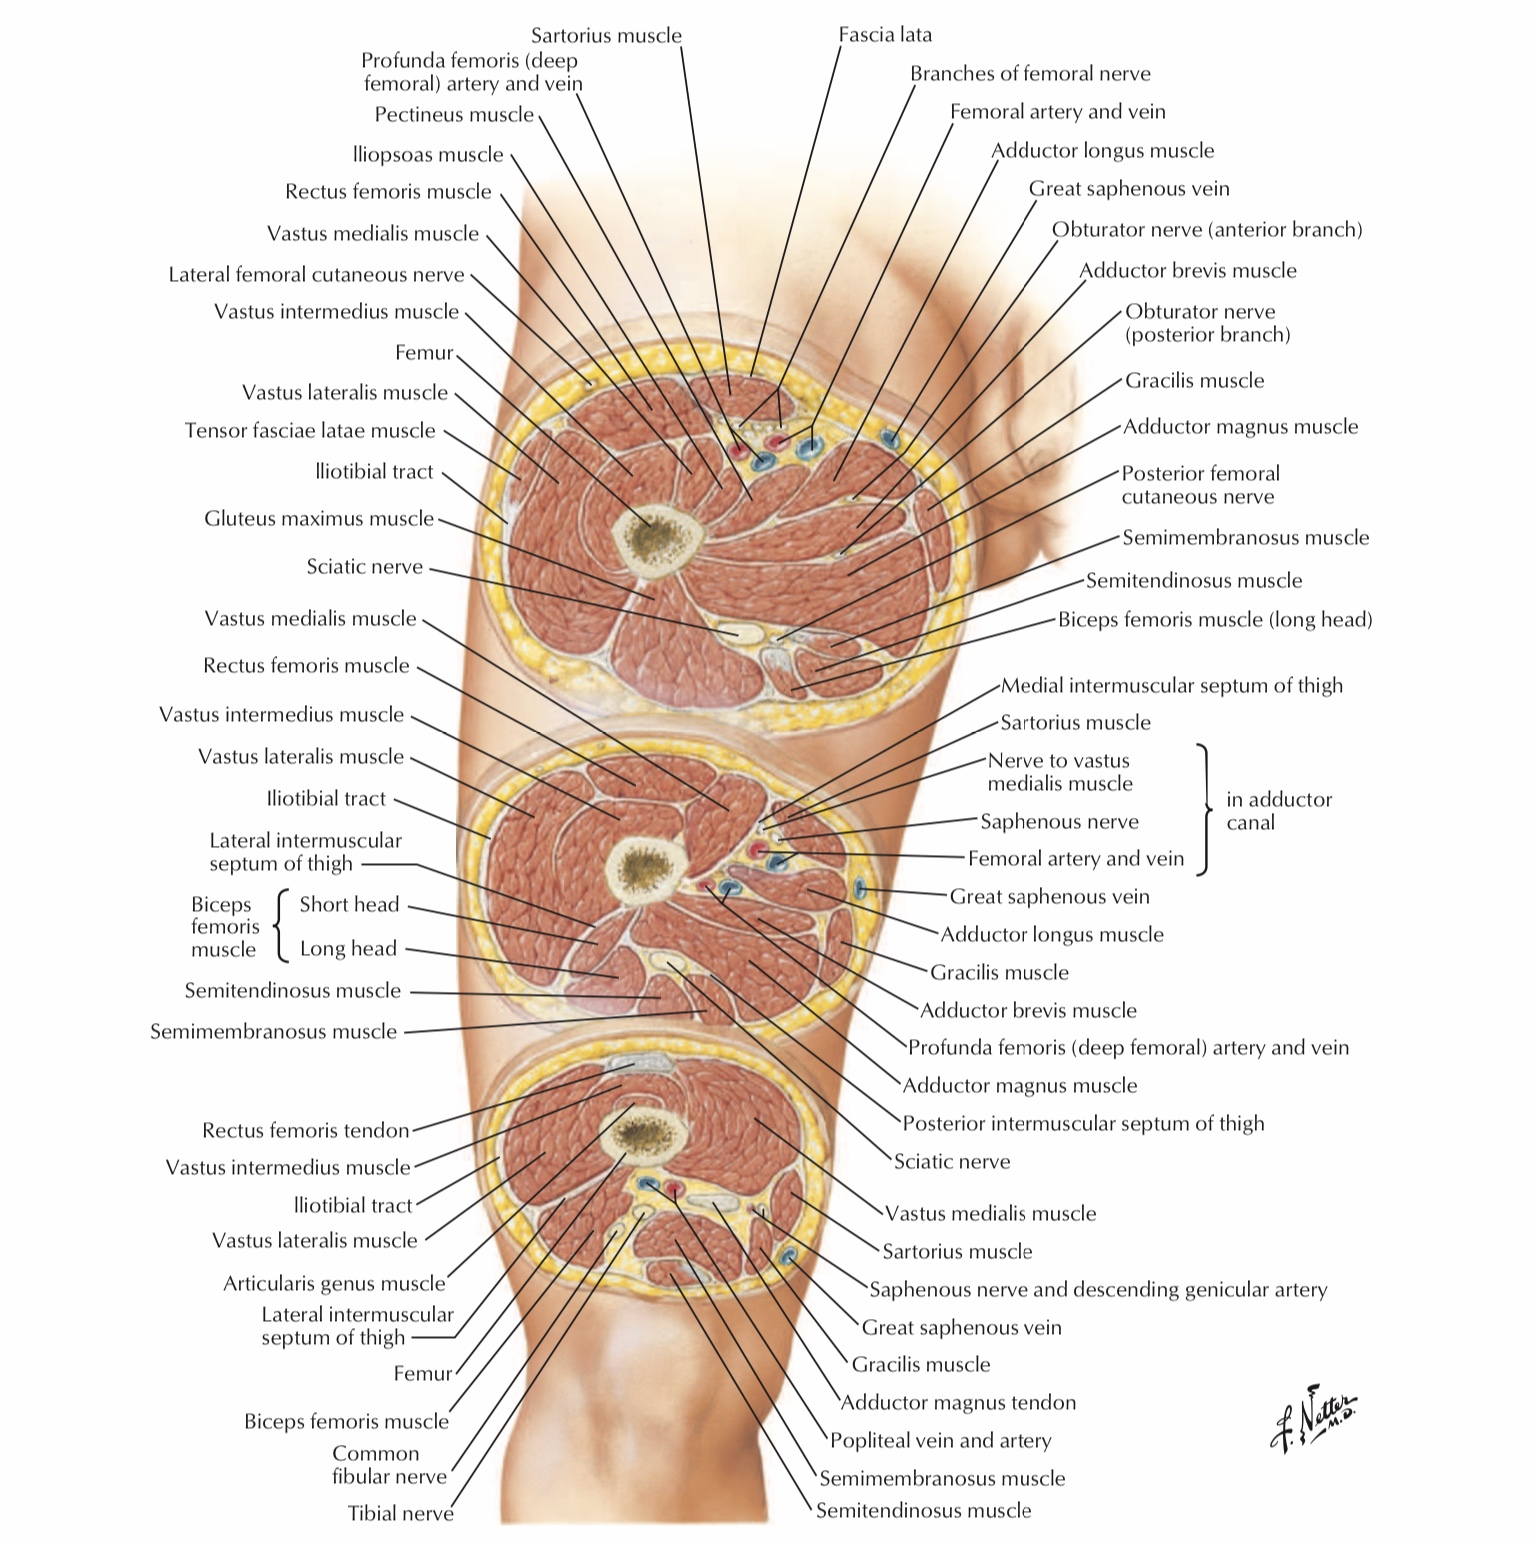 Sartorius muscle
Profunda femoris (deep
femoral) artery and vein
Pectineus muscle
Iliopsoas muscle
Rectus femoris muscle
Vastus medialis muscle
Lateral femoral cutaneous nerve
Vastus intermedius muscle
Femur
Vastus lateralis muscle
Tensor fasciae latae muscle
Iliotibial tract
Gluteus maximus muscle
Sciatic nerve
Fascia lata
Branches of femoral nerve
Femoral artery and vein
Adductor longus muscle
Great saphenous vein
Obturator nerve (anterior branch)
Adductor brevis muscle
Obturator nerve
(posterior branch)
Gracilis muscle
Adductor magnus muscle
Posterior femoral
cutaneous nerve
Semimembranosus muscle
Semitendinosus muscle
Biceps femoris muscle (long head)
Vastus medialis muscle
Rectus femoris muscle
Vastus intermedius muscle
Vastus lateralis muscle
Iliotibial tract
Lateral intermuscular
septum of thigh
Biceps
femoris
muscle
Short head
Long head
Semitendinosus muscle
Semimembranosus muscle
Medial intermuscular septum of thigh
Sartorius muscle
Nerve to vastus
medialis muscle
Saphenous nerve
Femoral artery and vein
in adductor
canal
Great saphenous vein
Adductor longus muscle
Gracilis muscle
Adductor brevis muscle
Profunda femoris (deep femoral) artery and vein
Adductor magnus muscle
Posterior intermuscular septum of thigh
Sciatic nerve
Rectus femoris tendon
Vastus intermedius muscle
Iliotibial tract
Vastus lateralis muscle
Articularis genus muscle
Lateral intermuscular
septum of thigh
Femur
Biceps femoris muscle
Common
fibular nerve
Tibial nerve
Vastus medialis muscle
Sartorius muscle
Saphenous nerve and descending genicular artery
Great saphenous vein
Gracilis muscle
Adductor magnus tendon
Popliteal vein and artery
Semimembranosus muscle
Semitendinosus muscle
F. Netter
M.D.